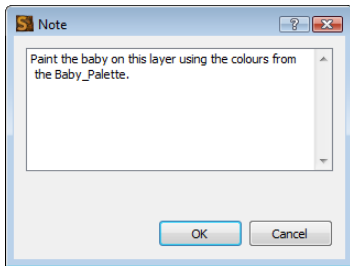 Note
Paint the baby on this layer using the colours from
the Baby_Palette.
OK
Cancel